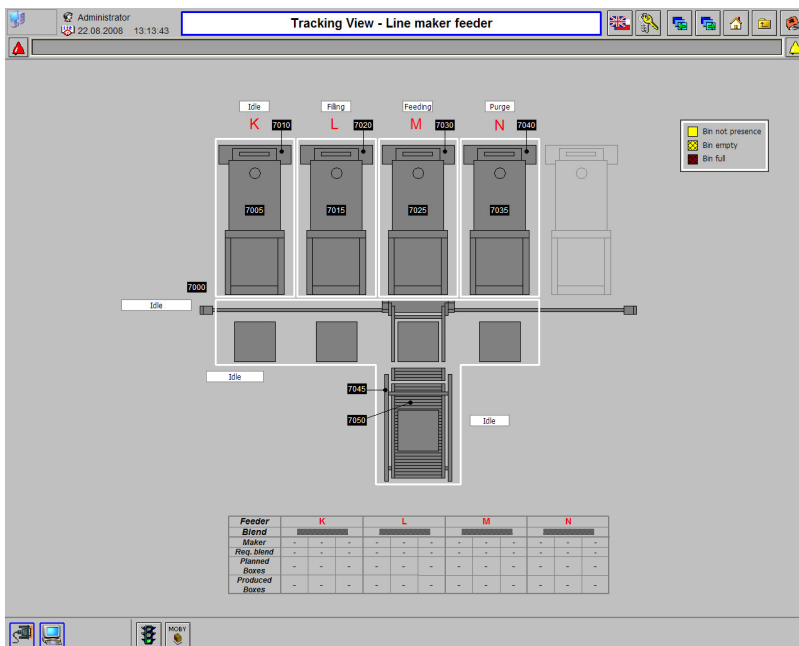 Administrator
22.08.2008 13:13:43
Tracking View - Line maker feeder
Idle Filing Feeding Purge
K 7010 L 7020 M 7030 N 7040
Bin not presence
Bin empty
Bin full
7005 7015 7025 7035
7000
Idle
Idle
7045
7050
Idle
Feeder K L M N
Blend
Maker - - - - - - - - - - - -
Req. blend - - - - - - - - - - - -
Planned
Boxes - - - - - - - - - - - -
Produced
Boxes - - - - - - - - - - - -
MOBY